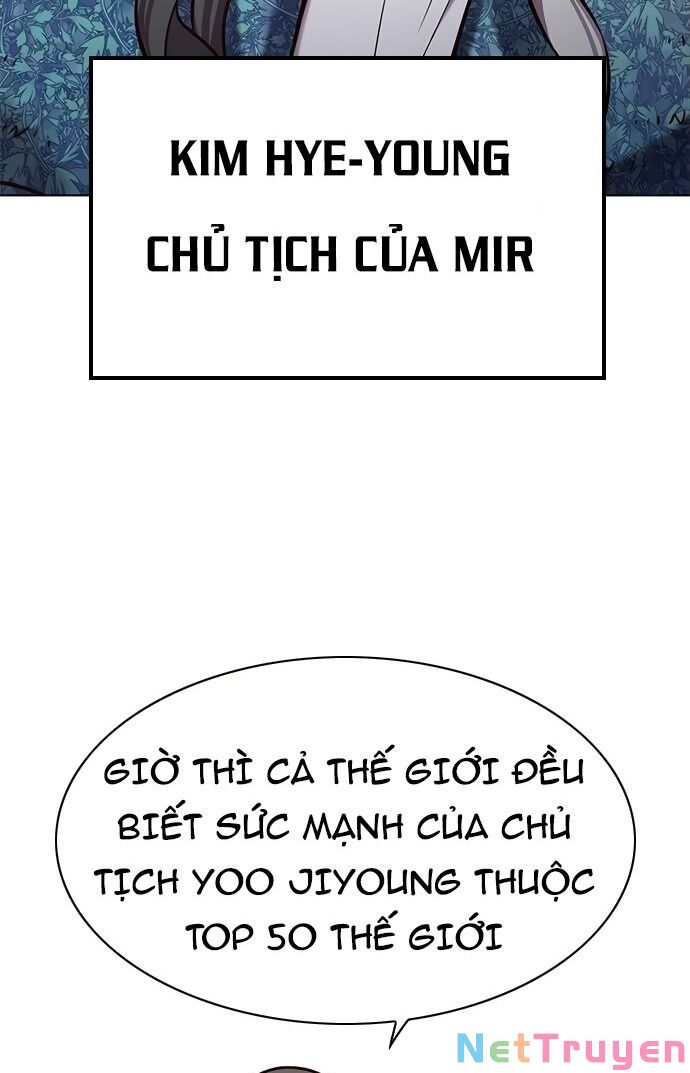 KIM HYE-YOUNG
CHỦ TỊCH CỦA MIR
GIỜ THÌ CẢ THẾ GIỚI ĐỀU
BIẾT SỨC MẠNH CỦA CHỦ
TỊCH YOO JIYOUNG THUỘC
TOP 50 THẾ GIỚI
NetTruyen